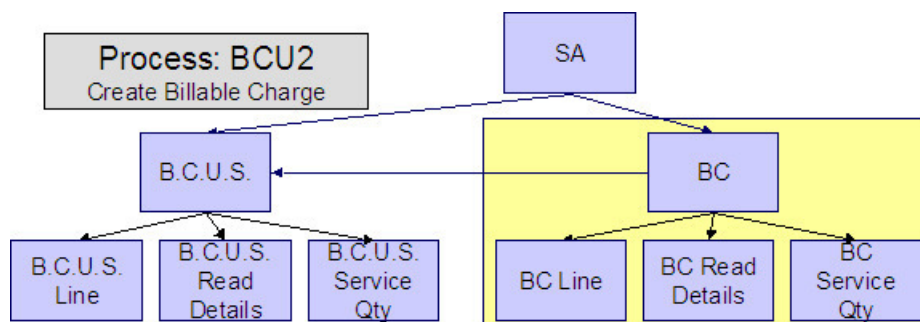 Process: BCU2
Create Billable Charge
SA
B.C.U.S.
BC
B.C.U.S.
Line
B.C.U.S.
Read
Details
B.C.U.S.
Service
Qty
BC Line
BC Read
Details
BC
Service
Qty